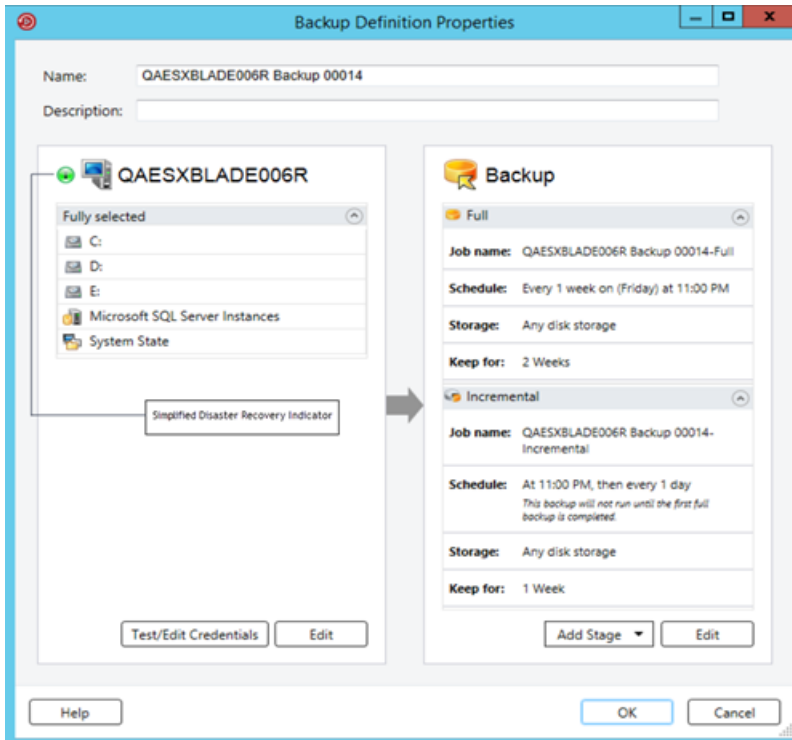 Backup Definition Properties
Name: QAESXBLADE006R Backup 00014
Description:
QAESXBLADE006R
Fully selected
C:
D:
E:
Microsoft SQL Server Instances
System State
Simplified Disaster Recovery Indicator
Test/Edit Credentials Edit
Backup
Full
Job name: QAESXBLADE006R Backup 00014-Full
Schedule: Every 1 week on (Friday) at 11:00 PM
Storage: Any disk storage
Keep for: 2 Weeks
Incremental
Job name: QAESXBLADE006R Backup 00014-
Incremental
Schedule: At 11:00 PM, then every 1 day
This backup will not run until the first full
backup is completed.
Storage: Any disk storage
Keep for: 1 Week
Add Stage Edit
Help OK Cancel